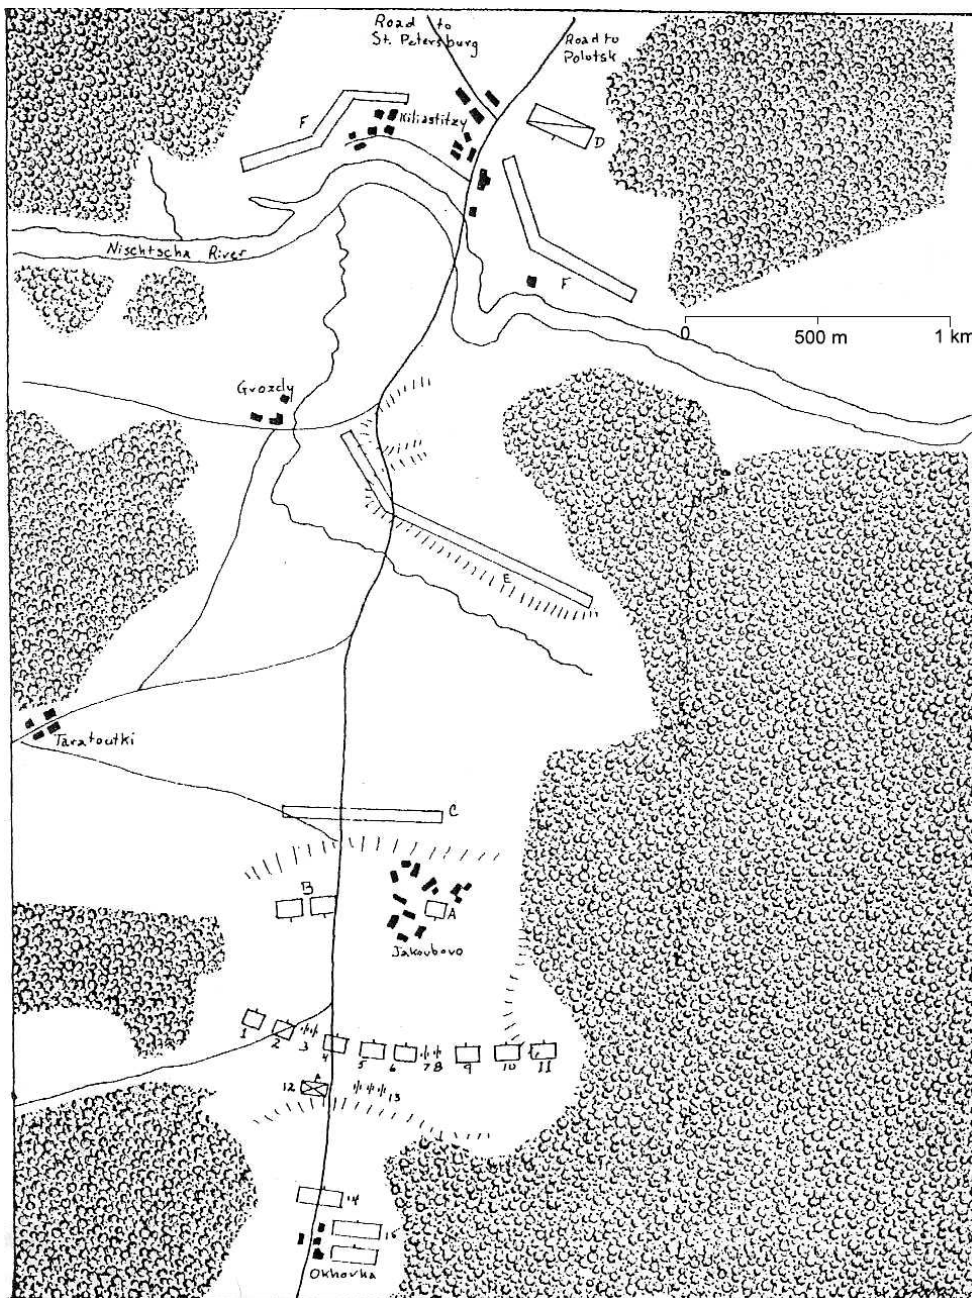 Road to
St. Petersburg
Road to
Polotsk
F
Kliastitzy
D
Nischtscha River
F
0
500 m
1 km
Grozdy
E
Taratoutki
C
B
A
Jakoubovo
1
2
3
4
5
6
7 8
9
10
11
12
13
14
15
Okhovka